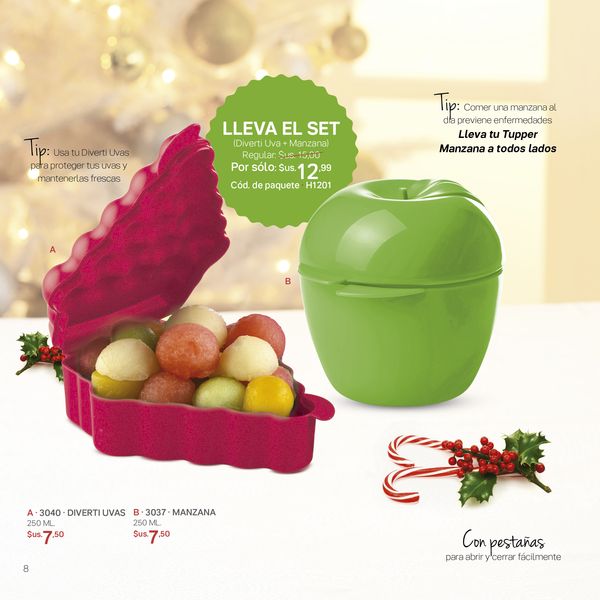 LLEVA EL SET
(Diverti Uva + Manzana)
Regular: $us. 15,00
Por sólo: $us.12,99
Cód. de paquete · H1201
Tip: Usa tu Diverti Uvas
para proteger tus uvas y
mantenerlas frescas
Tip: Comer una manzana al
día previene enfermedades
Lleva tu Tupper
Manzana a todos lados
A
B
A · 3040 · DIVERTI UVAS
250 ML.
$us.7,50
B · 3037 · MANZANA
250 ML.
$us.7,50
Con pestañas
para abrir y cerrar fácilmente
8